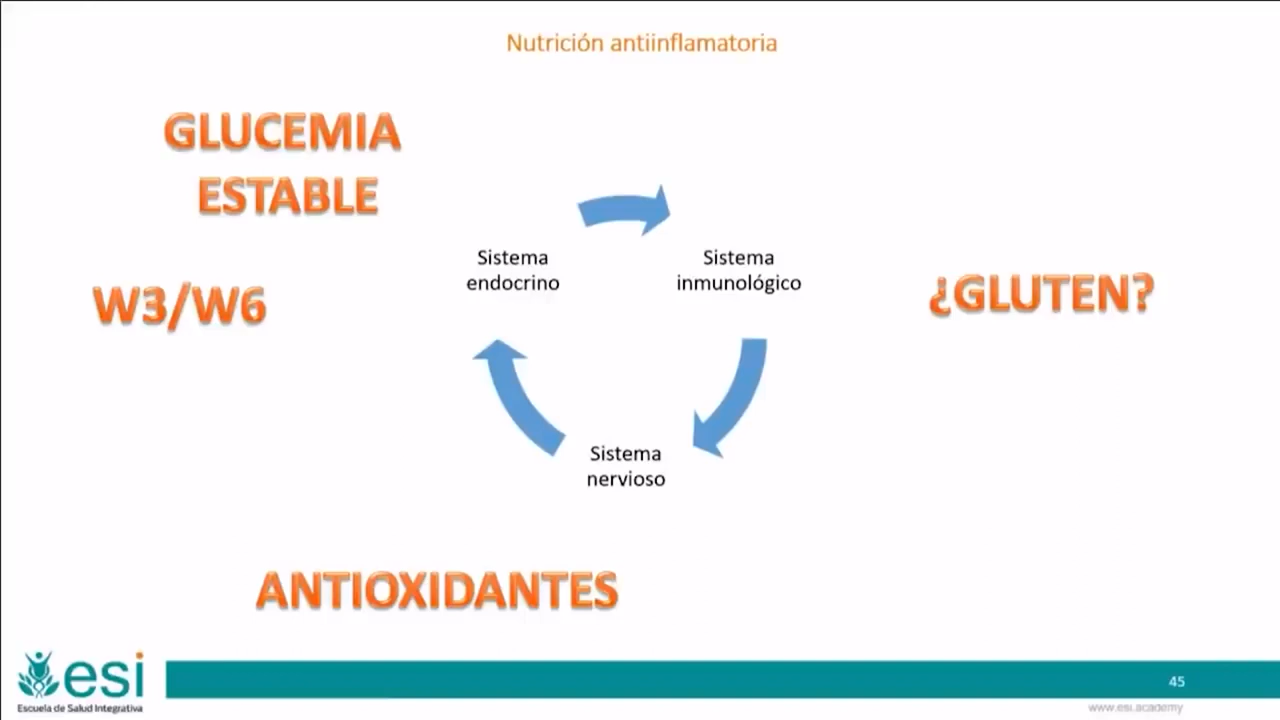 Nutrición antiinflamatoria
GLUCEMIA
ESTABLE
W3/W6
Sistema
endocrino
Sistema
inmunológico
¿GLUTEN?
Sistema
nervioso
ANTIOXIDANTES
esi
Escuela de Salud Integrativa
45
www.esi.academy